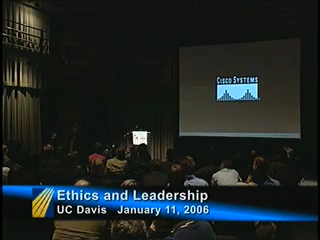 CISCO SYSTEMS
Ethics and Leadership
UC Davis January 11, 2006